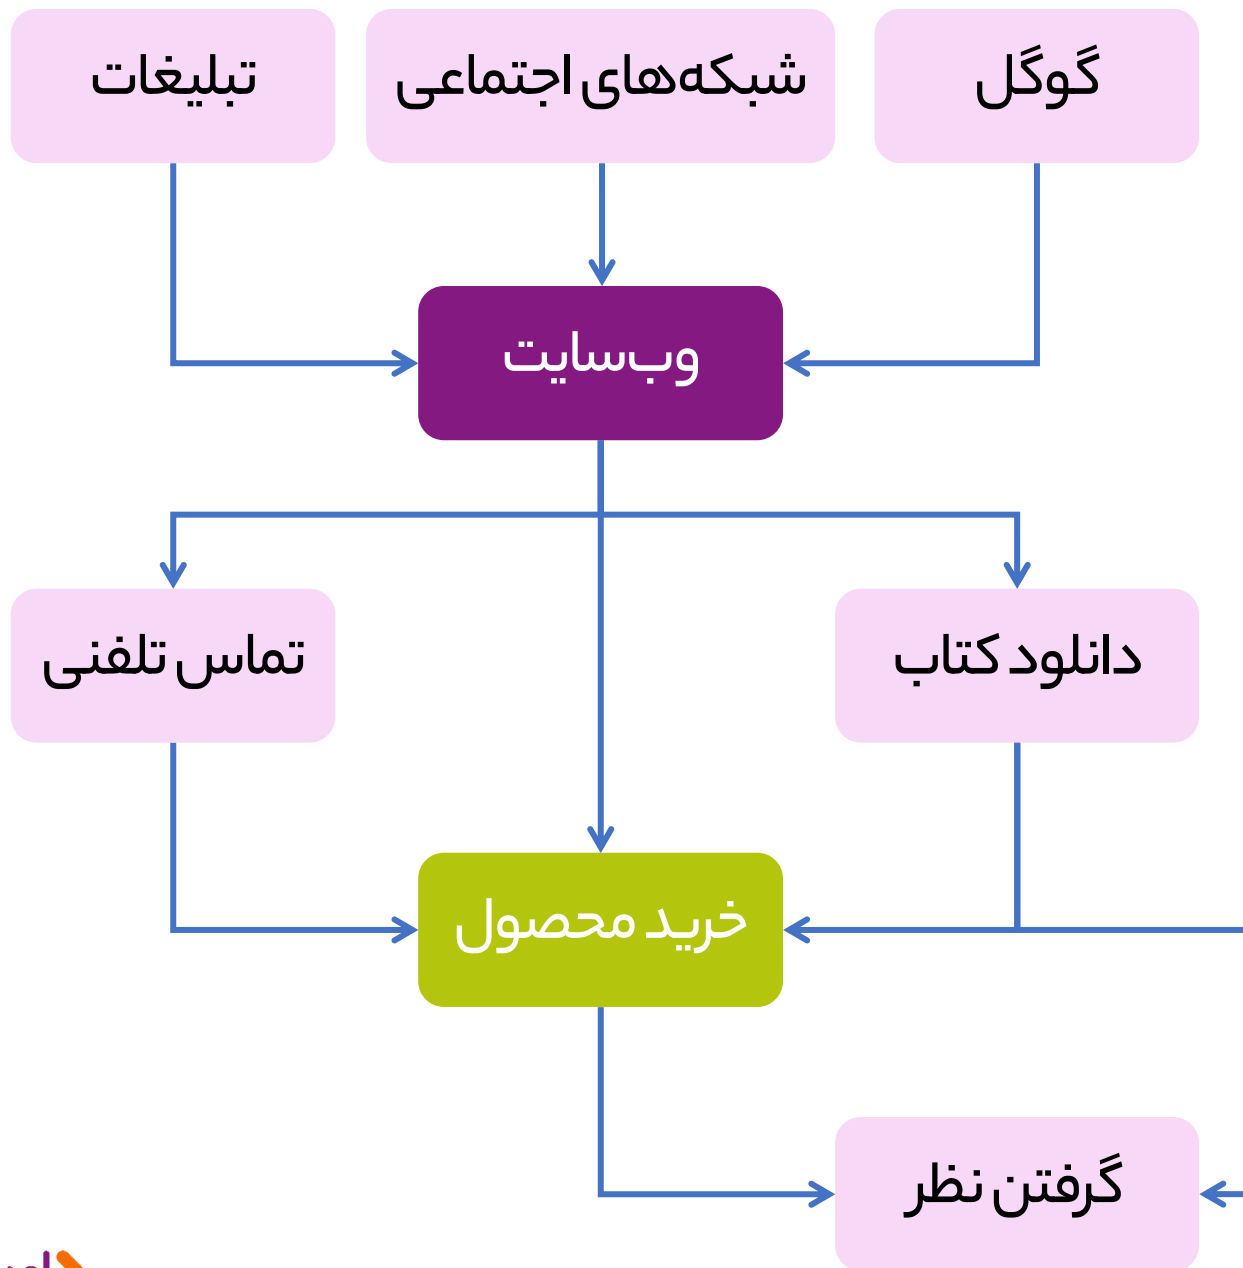 گوگل
شبکه‌های اجتماعی
تبلیغات
وب‌سایت
دانلود کتاب
تماس تلفنی
خرید محصول
گرفتن نظر